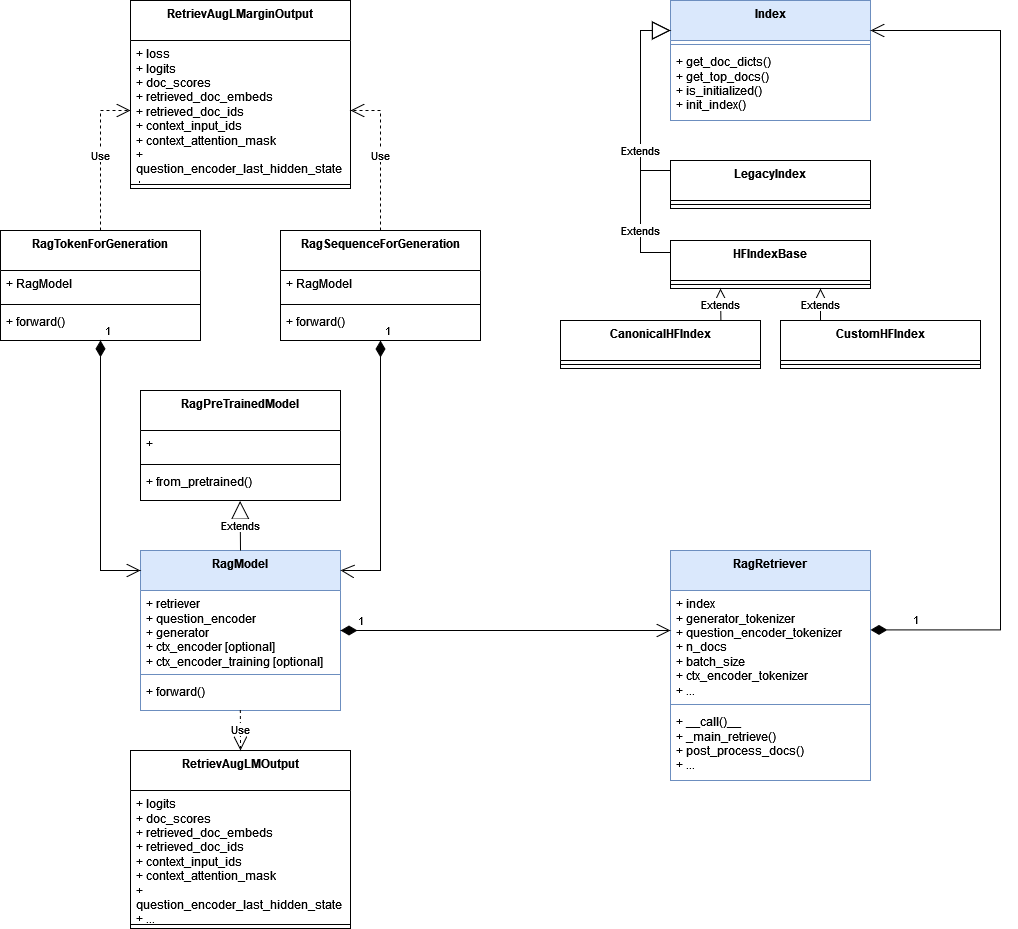 RetrievAugLMarginOutput
+ loss
+ logits
+ doc_scores
+ retrieved_doc_embeds
+ retrieved_doc_ids
+ context_input_ids
+ context_attention_mask
+
question_encoder_last_hidden_state
Use
Use
RagTokenForGeneration
+ RagModel
+ forward()
1
RagSequenceForGeneration
+ RagModel
+ forward()
1
RagPreTrainedModel
+
+ from_pretrained()
Extends
RagModel
+ retriever
+ question_encoder
+ generator
+ ctx_encoder [optional]
+ ctx_encoder_training [optional]
+ forward()
1
Use
RetrievAugLMOutput
+ logits
+ doc_scores
+ retrieved_doc_embeds
+ retrieved_doc_ids
+ context_input_ids
+ context_attention_mask
+
question_encoder_last_hidden_state
+ ...
Index
+ get_doc_dicts()
+ get_top_docs()
+ is_initialized()
+ init_index()
Extends
LegacyIndex
Extends
HFIndexBase
Extends
Extends
CanonicalHFIndex
CustomHFIndex
RagRetriever
+ index
+ generator_tokenizer
+ question_encoder_tokenizer
+ n_docs
+ batch_size
+ ctx_encoder_tokenizer
+ ...
+ __call()__
+ _main_retrieve()
+ post_process_docs()
+ ...
1